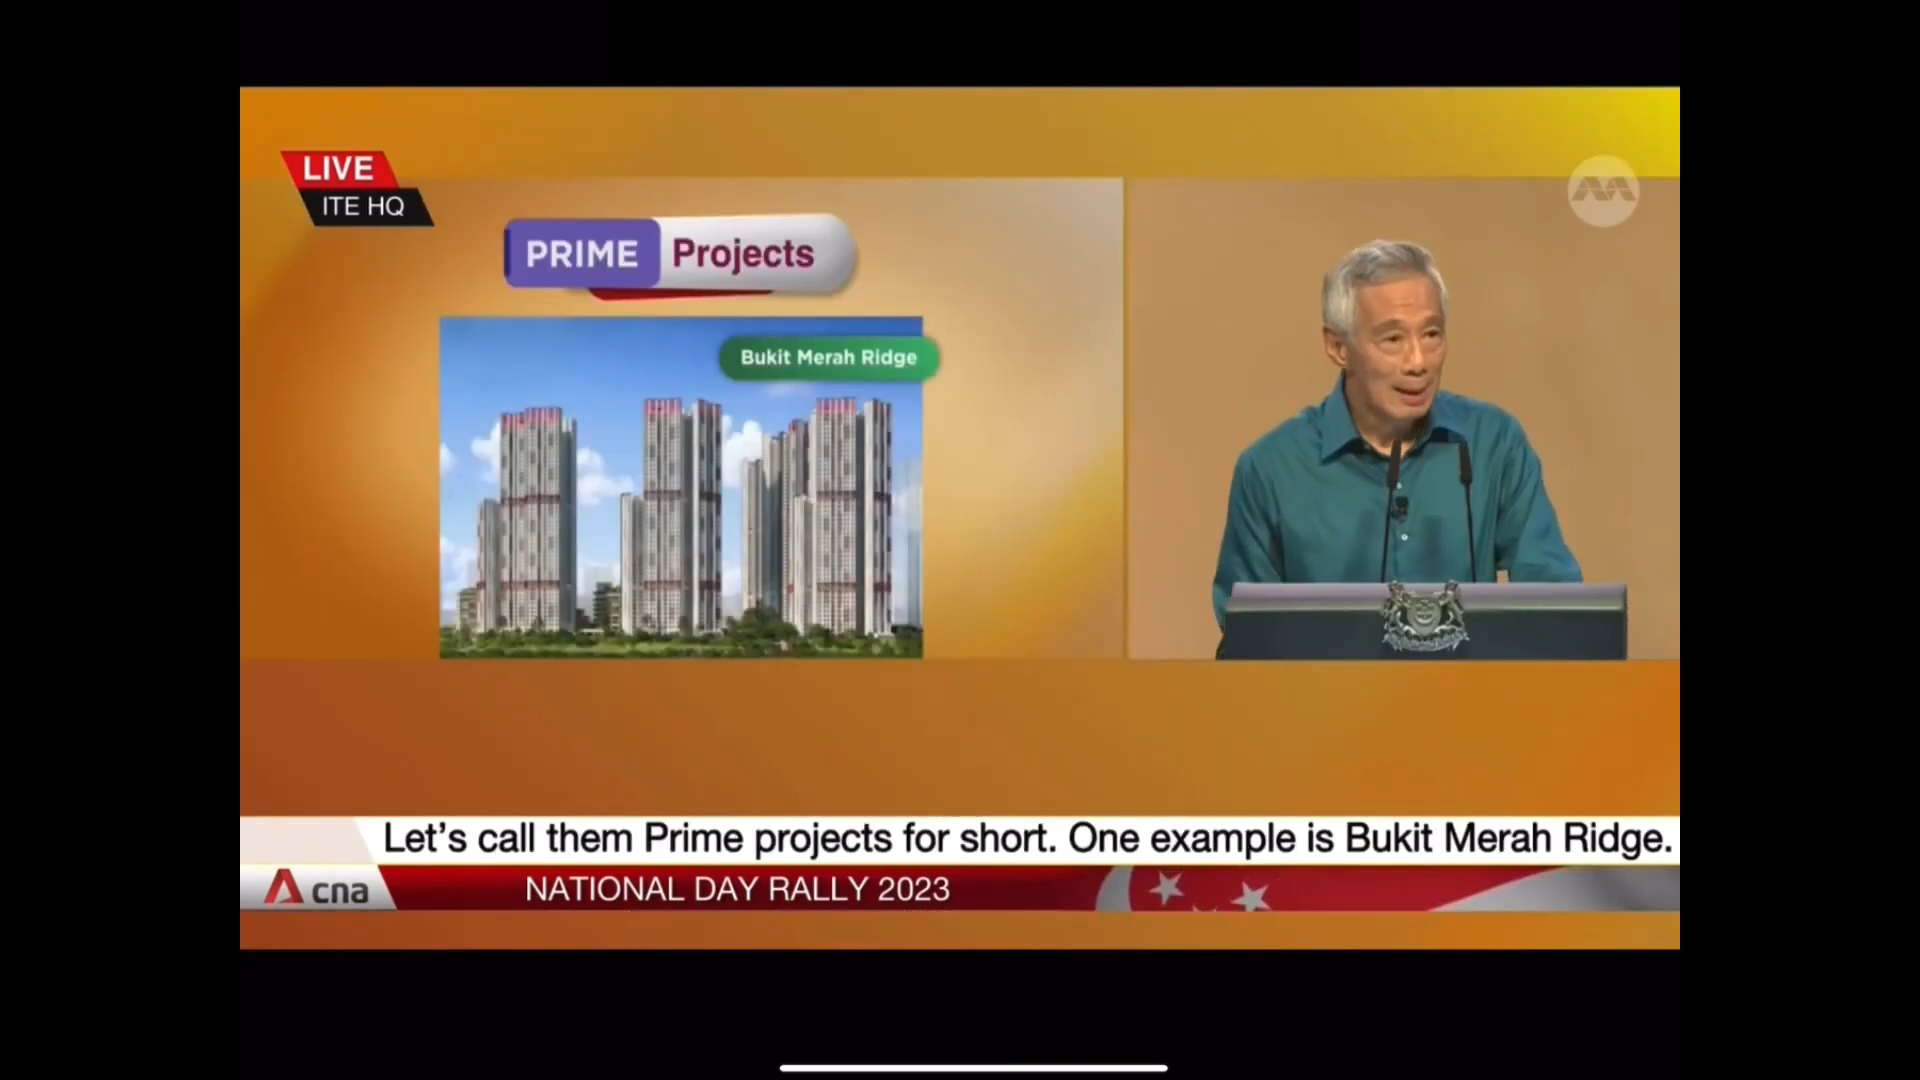 LIVE
ITE HQ
PRIME Projects
Bukit Merah Ridge
Let’s call them Prime projects for short. One example is Bukit Merah Ridge.
cna
NATIONAL DAY RALLY 2023